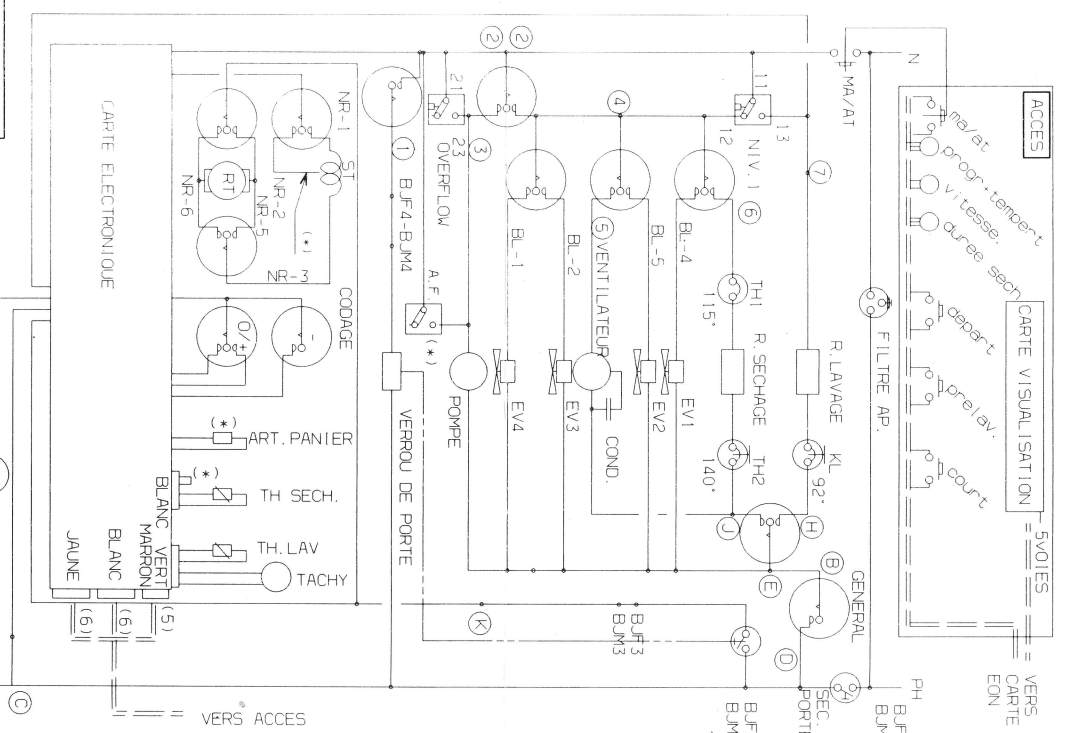 ACCES
ma/at
progr+tempert
vitesse.
duree sech
depart
prelav.
court
CARTE VISUALISATION
5VOIES
VERS
CARTE
EON
N
MA/AT
FILTRE AP.
PH
BJF
BJM
11
13
12
NIV. 1
7
R. LAVAGE
KL
92°
H
6
TH1
115°
R. SECHAGE
TH2
140°
J
E
B
GENERAL
D
SEC.
PORTE
BJF
BJM
BL-4
EV1
BL-5
EV2
4
5
VENTILATEUR
COND.
BL-2
EV3
BL-1
EV4
2
2
21
23
3
OVERFLOW
A.F.
(*)
POMPE
BJF3
BJM3
K
1
BJF4-BJM4
VERROU DE PORTE
NR-1
ST
NR-2
(*)
NR-3
RT
NR-5
NR-6
CODAGE
-
0/+
(*)
ART. PANIER
(*)
TH SECH.
TH. LAV
TACHY
CARTE ELECTRONIQUE
BLANC
VERT
MARRON
BLANC
JAUNE
(5)
(6)
(6)
VERS ACCES
C